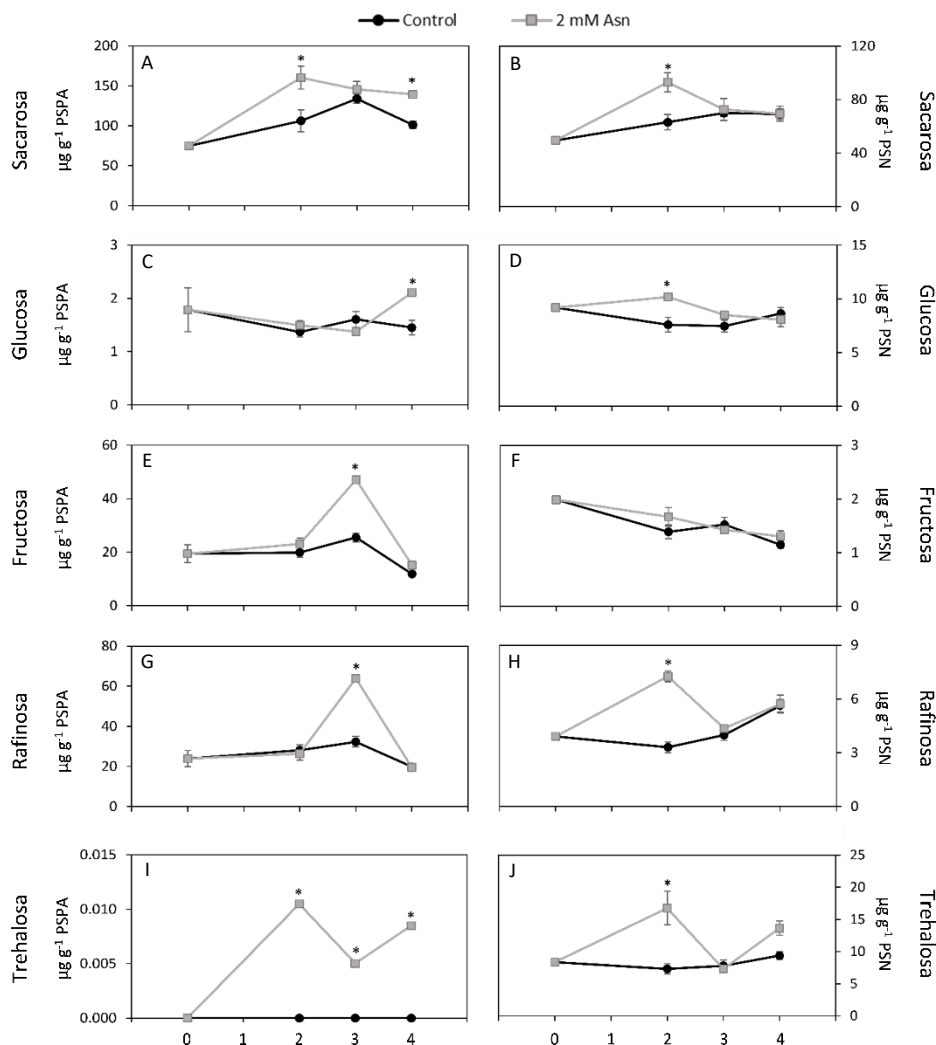 Control 2 mM Asn
A
200
150
100
50
0
Sacarosa
µg g⁻¹ PSPA
*
*
B
120
80
40
0
µg g⁻¹ PSN
Sacarosa
*
C
3
2
1
0
Glucosa
µg g⁻¹ PSPA
*
D
15
10
5
0
µg g⁻¹ PSN
Glucosa
*
E
60
40
20
0
Fructosa
µg g⁻¹ PSPA
*
F
3
2
1
0
µg g⁻¹ PSN
Fructosa
G
80
60
40
20
0
Rafinosa
µg g⁻¹ PSPA
*
H
9
6
3
0
µg g⁻¹ PSN
Rafinosa
*
I
0.015
0.010
0.005
0.000
Trehalosa
µg g⁻¹ PSPA
*
*
*
0 1 2 3 4
J
25
20
15
10
5
0
µg g⁻¹ PSN
Trehalosa
*
0 1 2 3 4